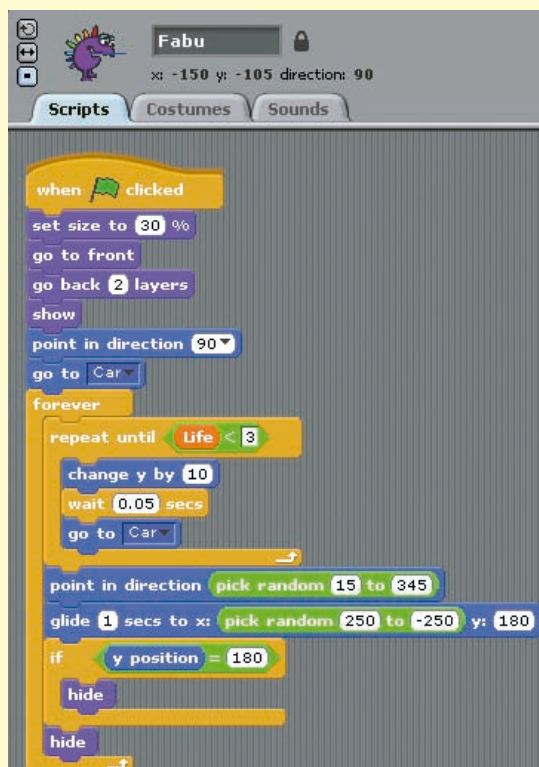 Fabu
x: -150 y: -105 direction: 90
Scripts Costumes Sounds
when clicked
set size to 30 %
go to front
go back 2 layers
show
point in direction 90
go to Car
forever
repeat until Life < 3
change y by 10
wait 0.05 secs
go to Car
point in direction pick random 15 to 345
glide 1 secs to x: pick random 250 to -250 y: 180
if y position = 180
hide
hide